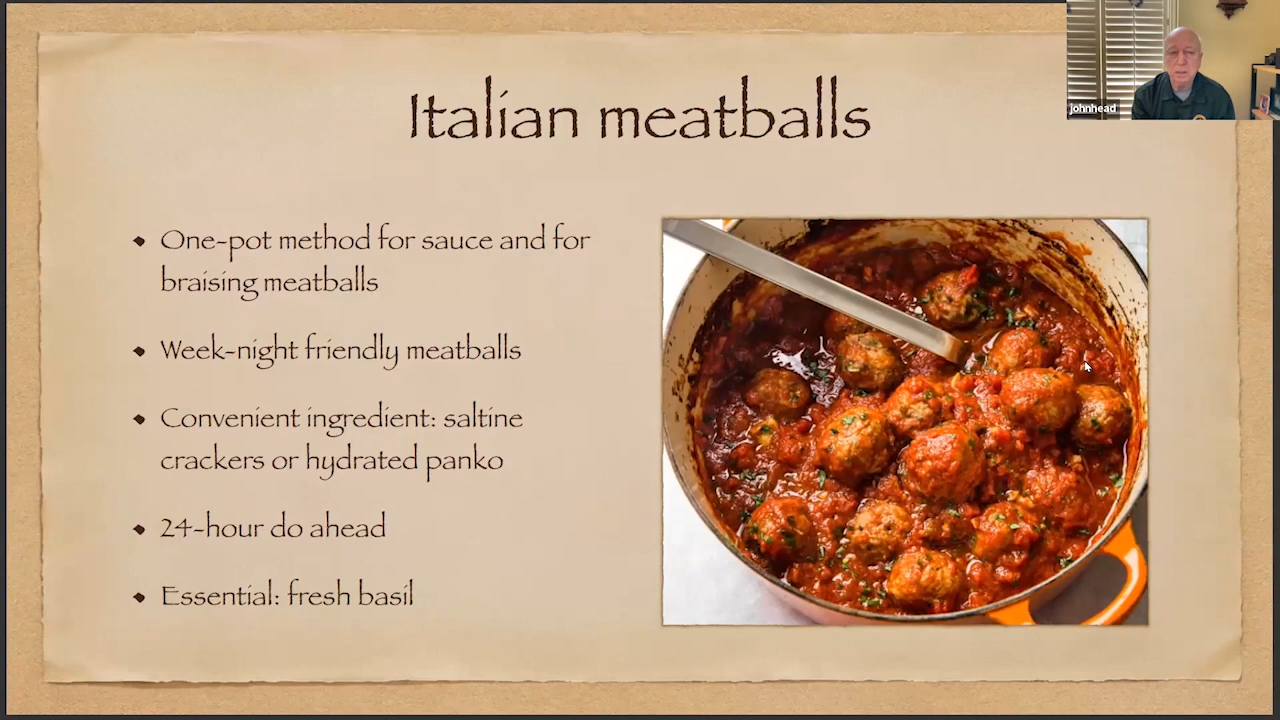 Italian meatballs
johnhead
• One-pot method for sauce and for
braising meatballs
• Week-night friendly meatballs
• Convenient ingredient: saltine
crackers or hydrated panko
• 24-hour do ahead
• Essential: fresh basil